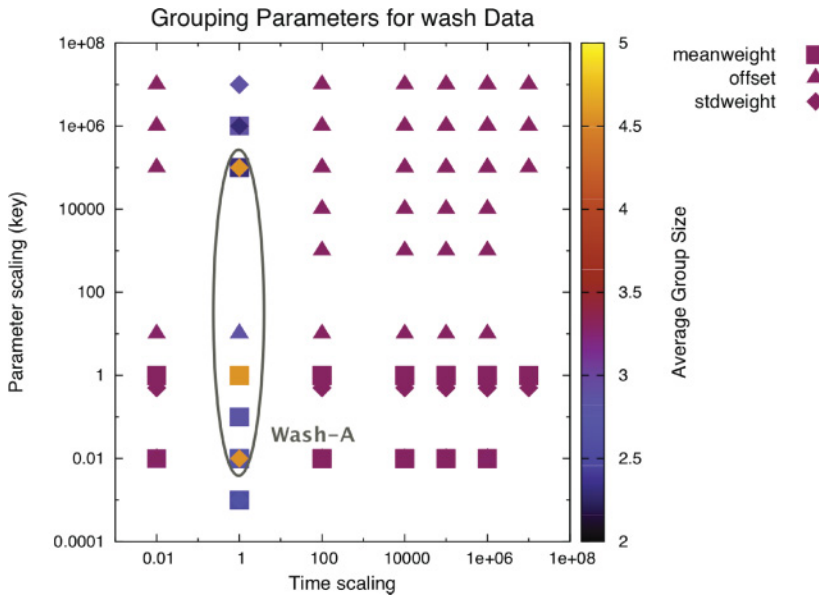 Grouping Parameters for wash Data
1e+08
1e+06
10000
100
1
0.01
0.0001
Parameter scaling (key)
0.01
1
100
10000
1e+06
1e+08
Time scaling
Wash-A
5
4.5
4
3.5
3
2.5
2
Average Group Size
meanweight
offset
stdweight